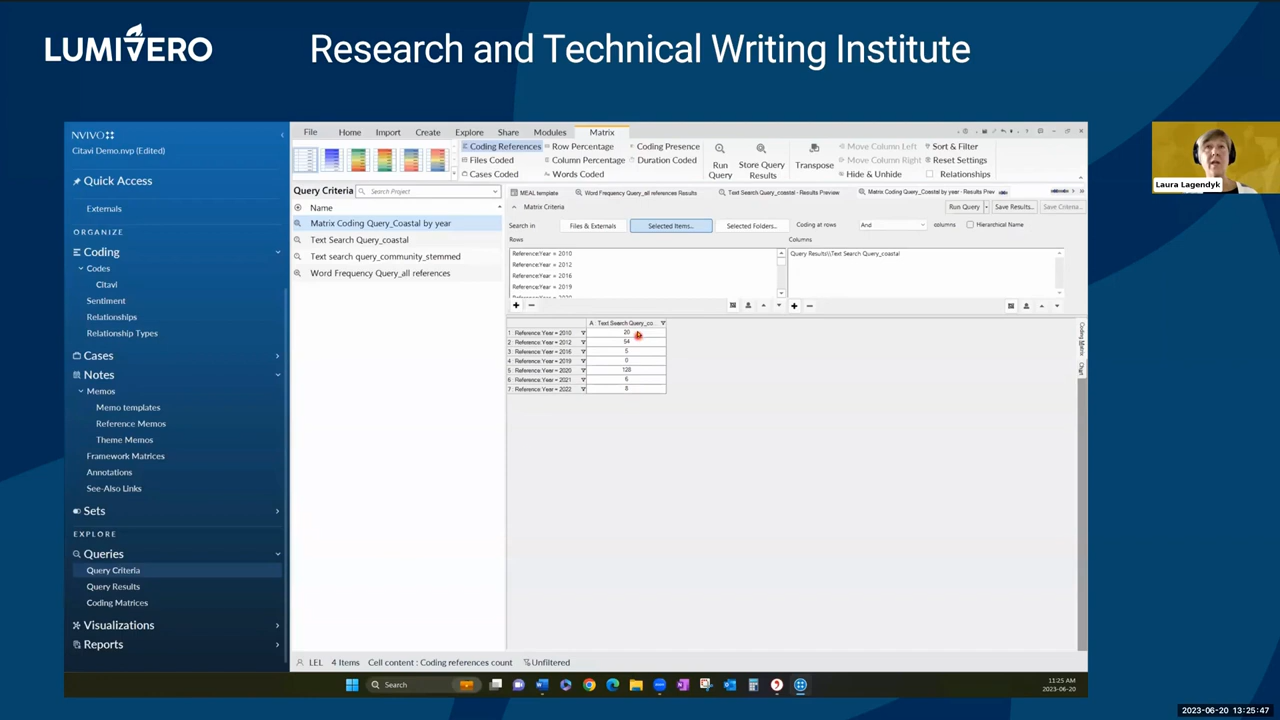 LUMIVERO
Research and Technical Writing Institute
NVIVO
Citavi Demo.nvp (Edited)
Quick Access
Externals
ORGANIZE
Coding
Codes
Citavi
Sentiment
Relationships
Relationship Types
Cases
Notes
Memos
Memo templates
Reference Memos
Theme Memos
Framework Matrices
Annotations
See-Also Links
Sets
EXPLORE
Queries
Query Criteria
Query Results
Coding Matrices
Visualizations
Reports
File Home Import Create Explore Share Modules Matrix
Coding References Row Percentage Coding Presence
Files Coded Column Percentage Duration Coded
Cases Coded Words Coded
Run Query
Store Query Results
Transpose
Move Column Left Sort & Filter
Move Column Right Reset Settings
Hide & Unhide Relationships
Query Criteria Search Project
Name
Matrix Coding Query_Coastal by year
Text Search Query_coastal
Text search query_community_stemmed
Word Frequency Query_all references
MEAL template Word Frequency Query_all references Results Text Search Query_coastal - Results Preview Matrix Coding Query_Coastal by year - Results Prev
Matrix Criteria Run Query Save Results... Save Criteria...
Search in Files & Externals Selected Items... Selected Folders... Coding at rows And columns Hierarchical Name
Rows Columns
Reference:Year = 2010 Query Results\\Text Search Query_coastal
Reference:Year = 2012
Reference:Year = 2016
Reference:Year = 2019
Reference:Year = 2020
A : Text Search Query_co...
1 : Reference:Year = 2010 20
2 : Reference:Year = 2012 54
3 : Reference:Year = 2016 5
4 : Reference:Year = 2019 0
5 : Reference:Year = 2020 128
6 : Reference:Year = 2021 6
7 : Reference:Year = 2022 8
Coding Matrix
Chart
LEL 4 Items Cell content : Coding references count Unfiltered
Search
11:25 AM
2023-06-20
Laura Lagendyk
2023-06-20 13:25:47